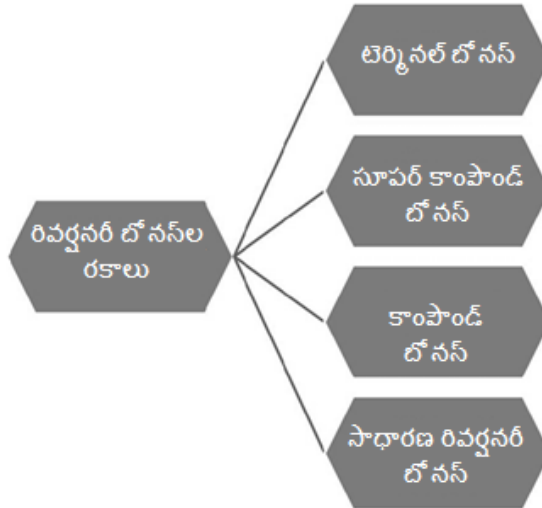 టెర్మినల్ బోనస్
సూపర్ కాంపౌండ్
బోనస్
రివర్షనరీ బోనస్‌ల
రకాలు
కాంపౌండ్
బోనస్
సాధారణ రివర్షనరీ
బోనస్